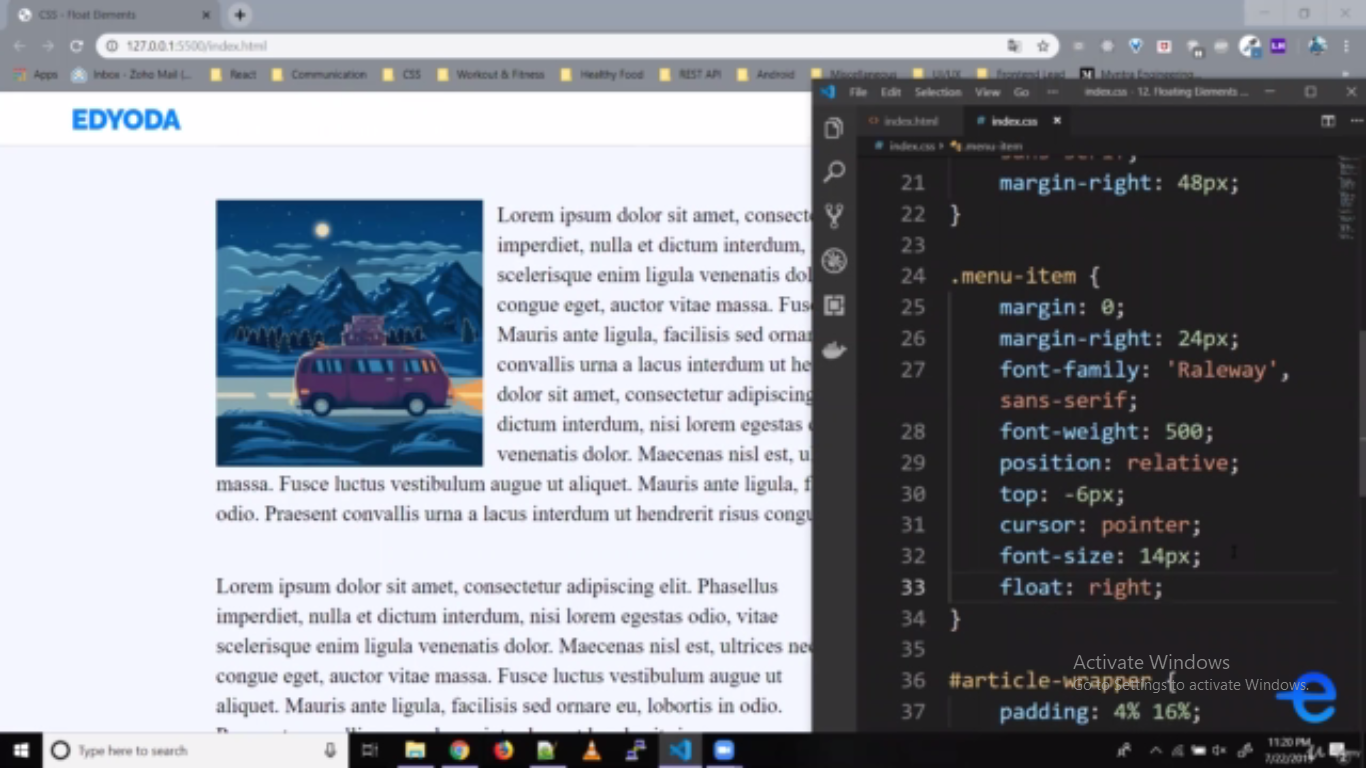 CSS - Float Elements
127.0.0.1:5500/index.html
Apps Inbox - Zoho Mail (... React Communication CSS Workout & Fitness Healthy Food REST API Android Miscellaneous UI/UX Frontend Lead Myntra Engineering...
EDYODA
Lorem ipsum dolor sit amet, consect
imperdiet, nulla et dictum interdum,
scelerisque enim ligula venenatis dol
congue eget, auctor vitae massa. Fus
Mauris ante ligula, facilisis sed ornar
convallis urna a lacus interdum ut he
dolor sit amet, consectetur adipiscing
dictum interdum, nisi lorem egestas
venenatis dolor. Maecenas nisl est, u
massa. Fusce luctus vestibulum augue ut aliquet. Mauris ante ligula, f
odio. Praesent convallis urna a lacus interdum ut hendrerit risus congu
Lorem ipsum dolor sit amet, consectetur adipiscing elit. Phasellus
imperdiet, nulla et dictum interdum, nisi lorem egestas odio, vitae
scelerisque enim ligula venenatis dolor. Maecenas nisl est, ultrices ne
congue eget, auctor vitae massa. Fusce luctus vestibulum augue ut
aliquet. Mauris ante ligula, facilisis sed ornare eu, lobortis in odio.
File Edit Selection View Go ... index.css - 12. Floating Elements ...
index.html index.css
index.css > .menu-item
sans-serif;
21 margin-right: 48px;
22 }
23
24 .menu-item {
25 margin: 0;
26 margin-right: 24px;
27 font-family: 'Raleway',
sans-serif;
28 font-weight: 500;
29 position: relative;
30 top: -6px;
31 cursor: pointer;
32 font-size: 14px;
33 float: right;
34 }
35
36 #article-wrapper {
37 padding: 4% 16%;
Activate Windows
Go to Settings to activate Windows.
Type here to search
11:20 PM